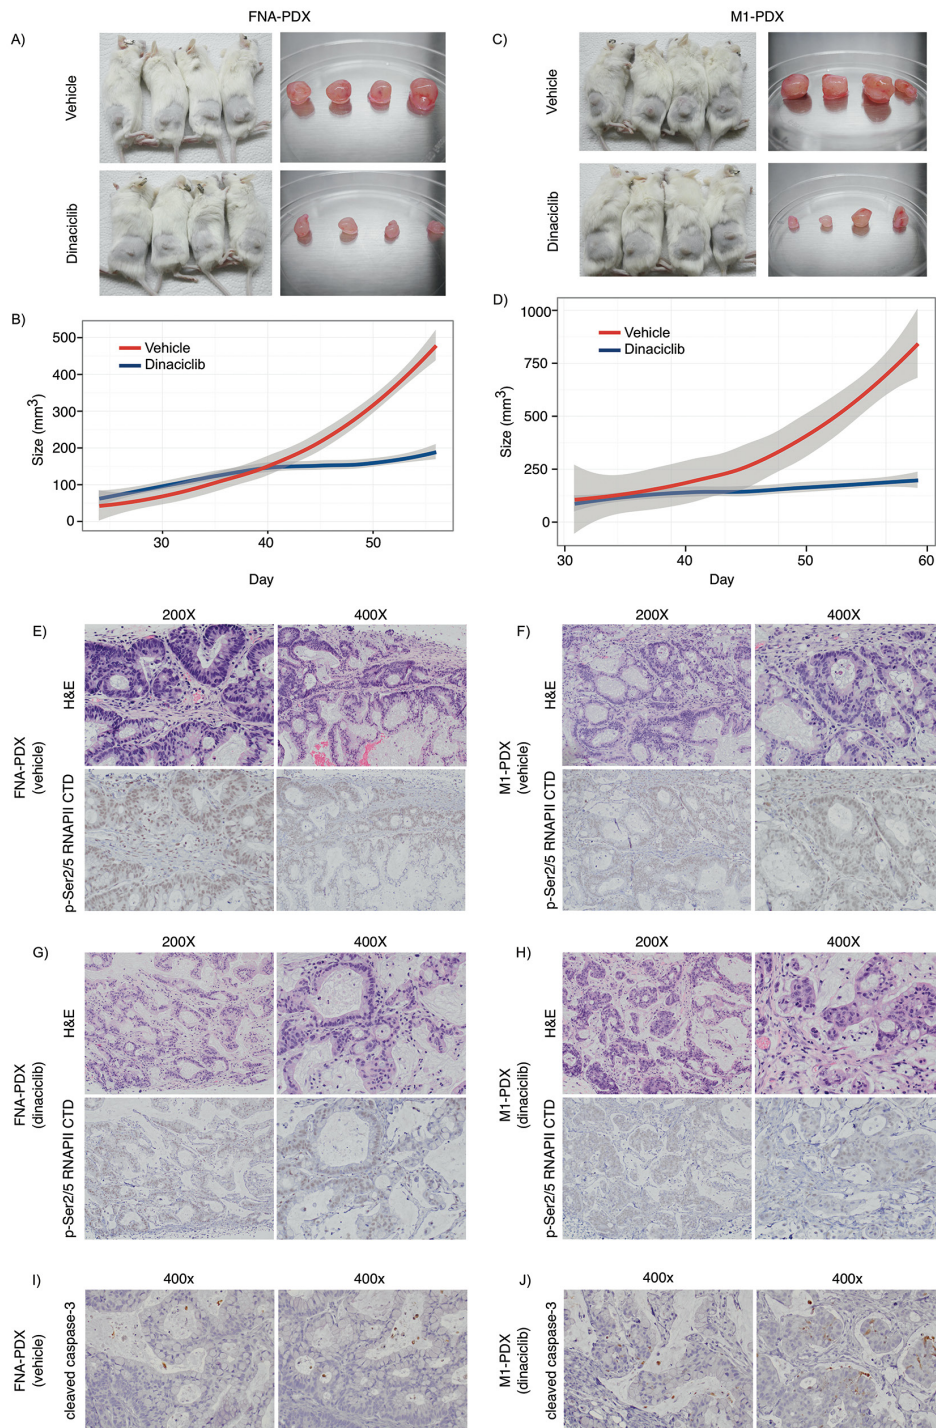 FNA-PDX
M1-PDX
A)
C)
Vehicle
Vehicle
Dinaciclib
Dinaciclib
B)
500
400
300
200
100
0
Size (mm³)
Vehicle
Dinaciclib
30
40
50
Day
D)
1000
750
500
250
0
Size (mm³)
Vehicle
Dinaciclib
30
40
50
60
Day
E)
200X
400X
FNA-PDX
(vehicle)
H&E
p-Ser2/5 RNAPII CTD
F)
200X
400X
M1-PDX
(vehicle)
H&E
p-Ser2/5 RNAPII CTD
G)
200X
400X
FNA-PDX
(dinaciclib)
H&E
p-Ser2/5 RNAPII CTD
H)
200X
400X
M1-PDX
(dinaciclib)
H&E
p-Ser2/5 RNAPII CTD
I)
400x
400x
FNA-PDX
(vehicle)
cleaved caspase-3
J)
400x
400x
M1-PDX
(dinaciclib)
cleaved caspase-3